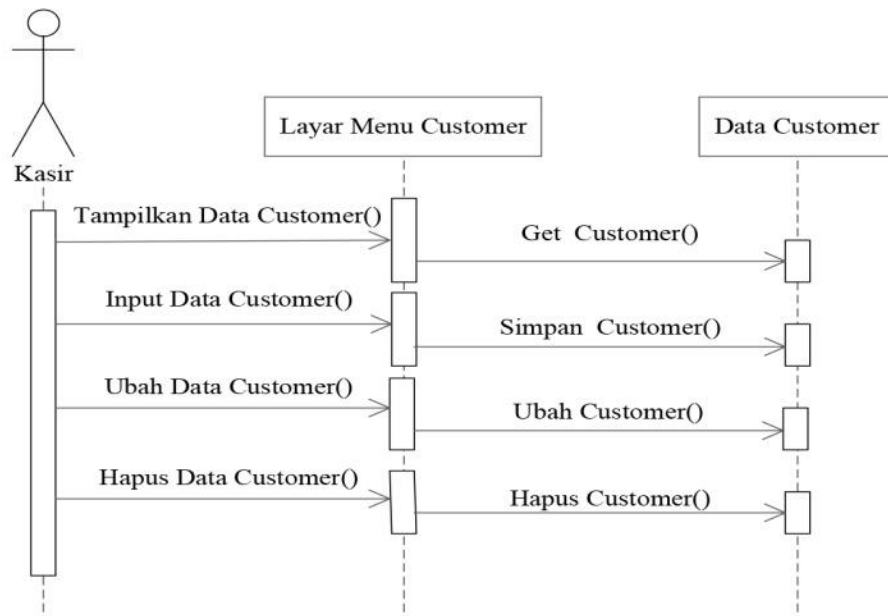 Kasir
Layar Menu Customer
Data Customer
Tampilkan Data Customer()
Get Customer()
Input Data Customer()
Simpan Customer()
Ubah Data Customer()
Ubah Customer()
Hapus Data Customer()
Hapus Customer()